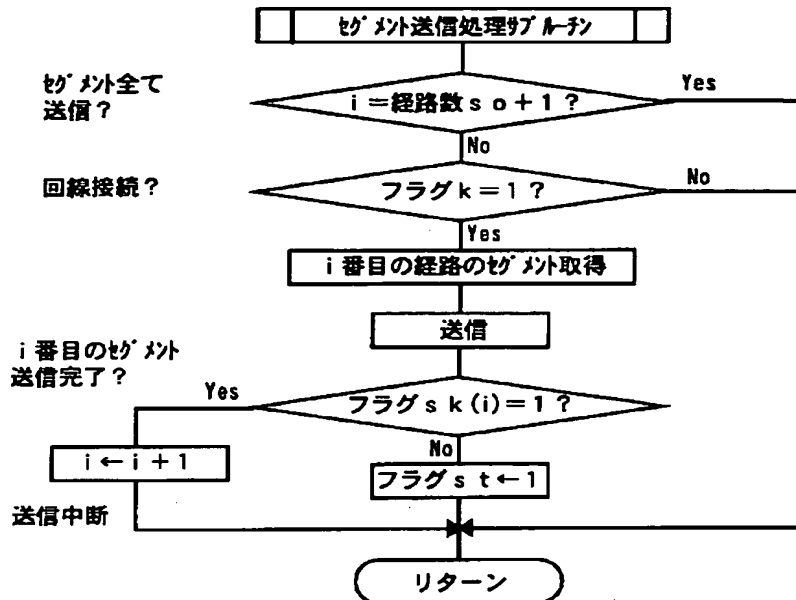 セグメント送信処理サブルーチン
セグメント全て
送信？
i＝経路数ｓｏ＋１？
Yes
No
回線接続？
フラグｋ＝１？
No
Yes
ｉ番目の経路のセグメント取得
送信
ｉ番目のセグメント
送信完了？
Yes
フラグｓｋ(i)＝１？
No
ｉ←ｉ＋１
フラグｓｔ←１
送信中断
リターン